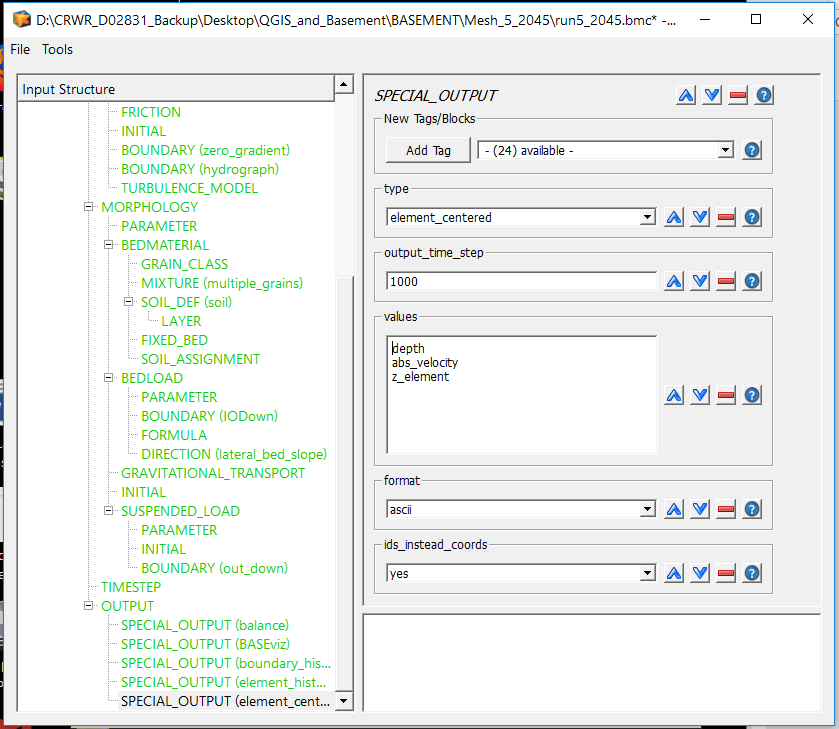 D:\CRWR_D02831_Backup\Desktop\QGIS_and_Basement\BASEMENT\Mesh_5_2045\run5_2045.bmc* -...
File Tools
Input Structure
FRICTION
INITIAL
BOUNDARY (zero_gradient)
BOUNDARY (hydrograph)
TURBULENCE_MODEL
MORPHOLOGY
PARAMETER
BEDMATERIAL
GRAIN_CLASS
MIXTURE (multiple_grains)
SOIL_DEF (soil)
LAYER
FIXED_BED
SOIL_ASSIGNMENT
BEDLOAD
PARAMETER
BOUNDARY (IODown)
FORMULA
DIRECTION (lateral_bed_slope)
GRAVITATIONAL_TRANSPORT
INITIAL
SUSPENDED_LOAD
PARAMETER
INITIAL
BOUNDARY (out_down)
TIMESTEP
OUTPUT
SPECIAL_OUTPUT (balance)
SPECIAL_OUTPUT (BASEviz)
SPECIAL_OUTPUT (boundary_his...
SPECIAL_OUTPUT (element_hist...
SPECIAL_OUTPUT (element_cent...
SPECIAL_OUTPUT
New Tags/Blocks
Add Tag
- (24) available -
type
element_centered
output_time_step
1000
values
depth
abs_velocity
z_element
format
ascii
ids_instead_coords
yes